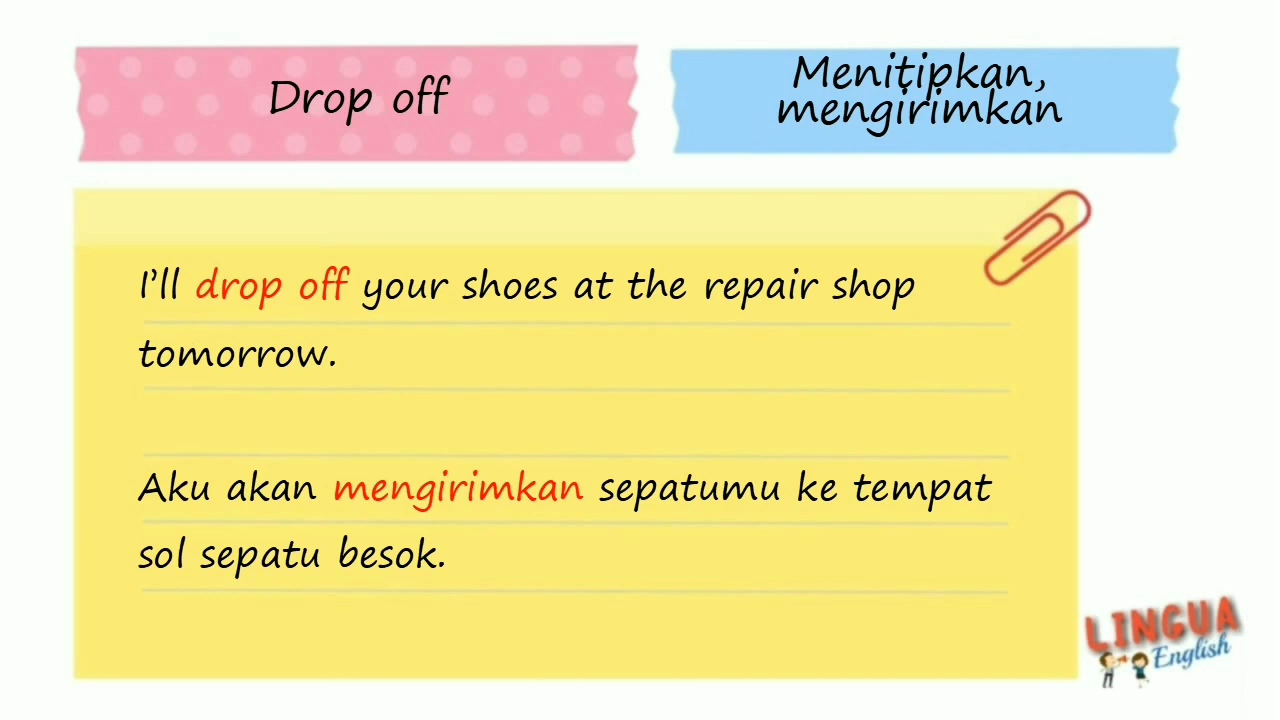 Drop off
Menitipkan,
mengirimkan
I'll drop off your shoes at the repair shop
tomorrow.
Aku akan mengirimkan sepatumu ke tempat
sol sepatu besok.
LINGUA
English